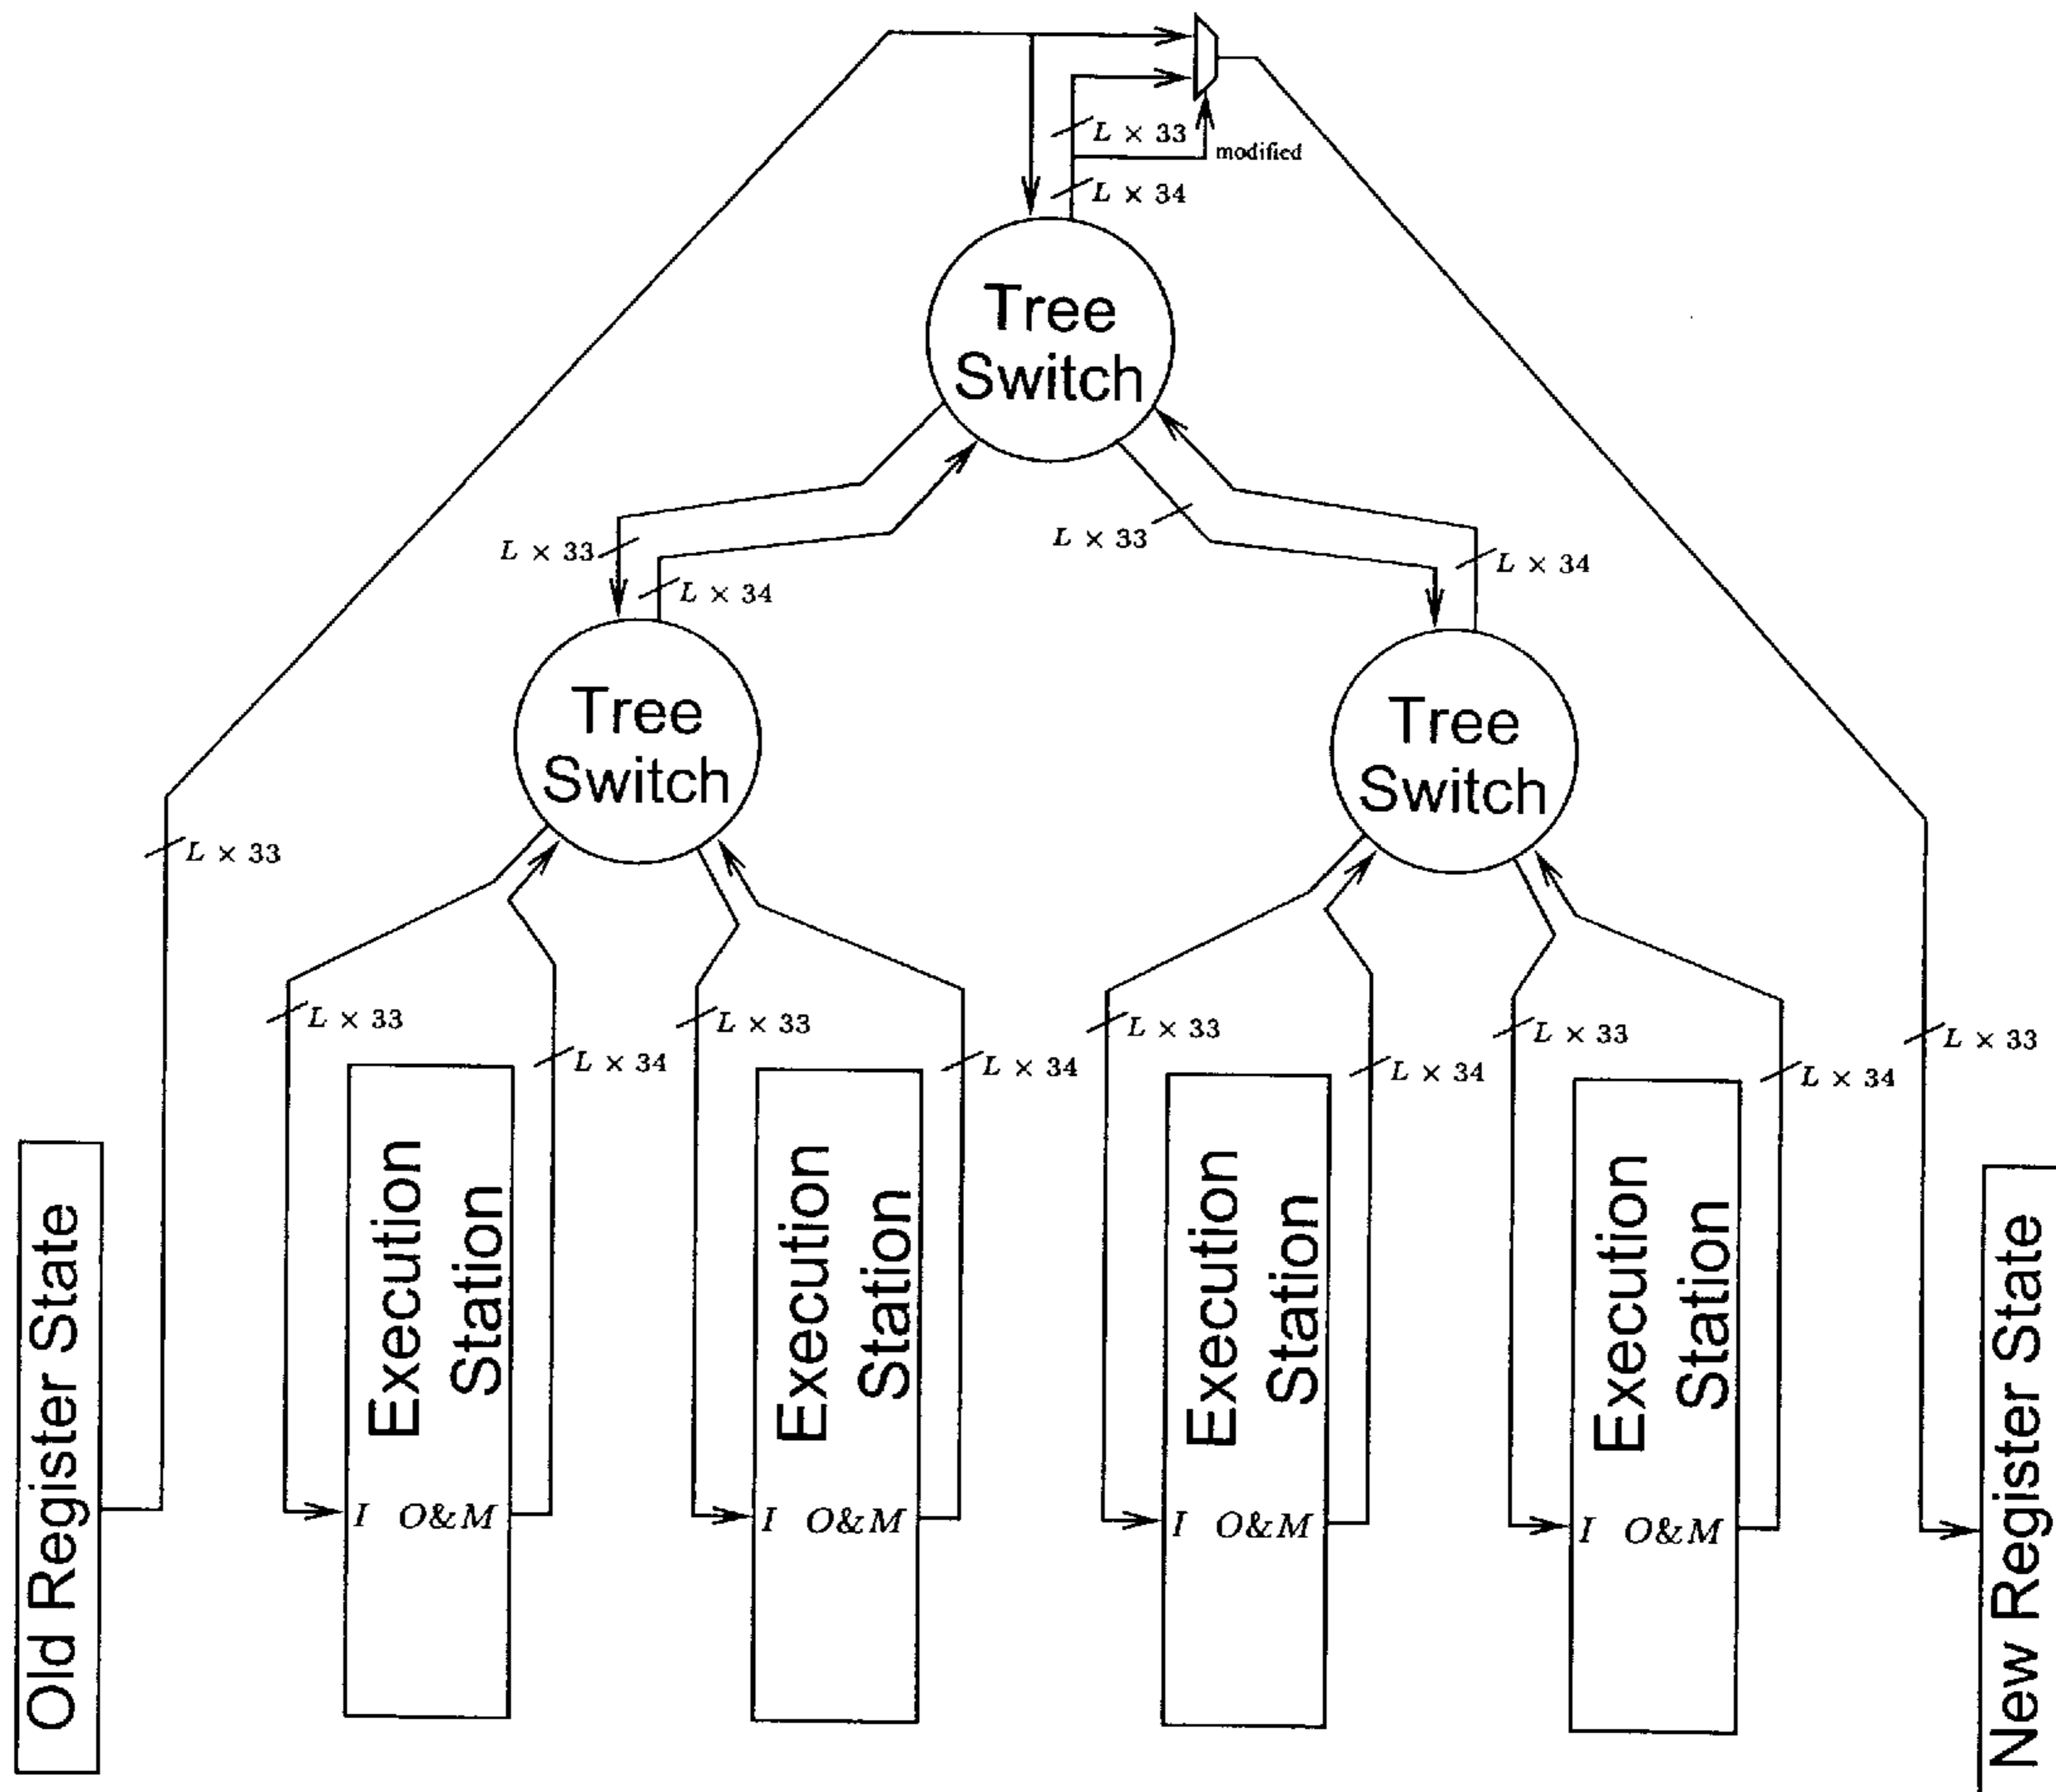 L × 33
modified
L × 34
Tree
Switch
L × 33
L × 34
L × 33
L × 34
Tree
Switch
Tree
Switch
L × 33
L × 33
L × 34
L × 33
L × 34
L × 33
L × 34
L × 33
L × 34
L × 33
Old Register State
Execution
Station
I O&M
Execution
Station
I O&M
Execution
Station
I O&M
Execution
Station
I O&M
New Register State